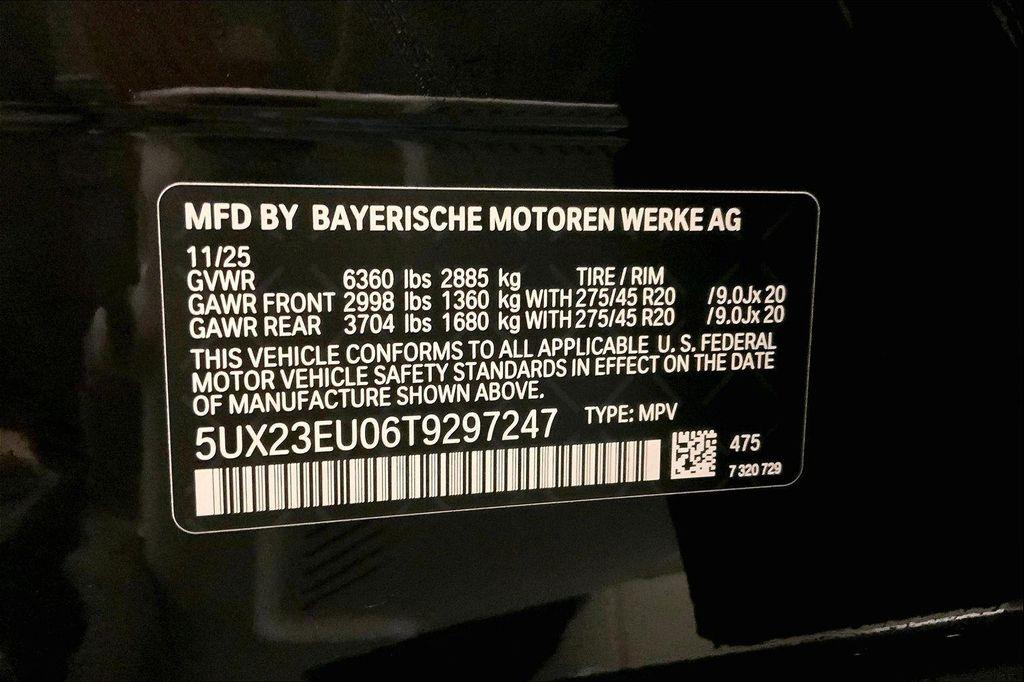 MFD BY BAYERISCHE MOTOREN WERKE AG
11/25
GVWR 6360 lbs 2885 kg TIRE / RIM
GAWR FRONT 2998 lbs 1360 kg WITH 275/45 R20 /9.0Jx 20
GAWR REAR 3704 lbs 1680 kg WITH 275/45 R20 /9.0Jx 20
THIS VEHICLE CONFORMS TO ALL APPLICABLE U. S. FEDERAL
MOTOR VEHICLE SAFETY STANDARDS IN EFFECT ON THE DATE
OF MANUFACTURE SHOWN ABOVE.
5UX23EU06T9297247 TYPE: MPV
475
7 320 729